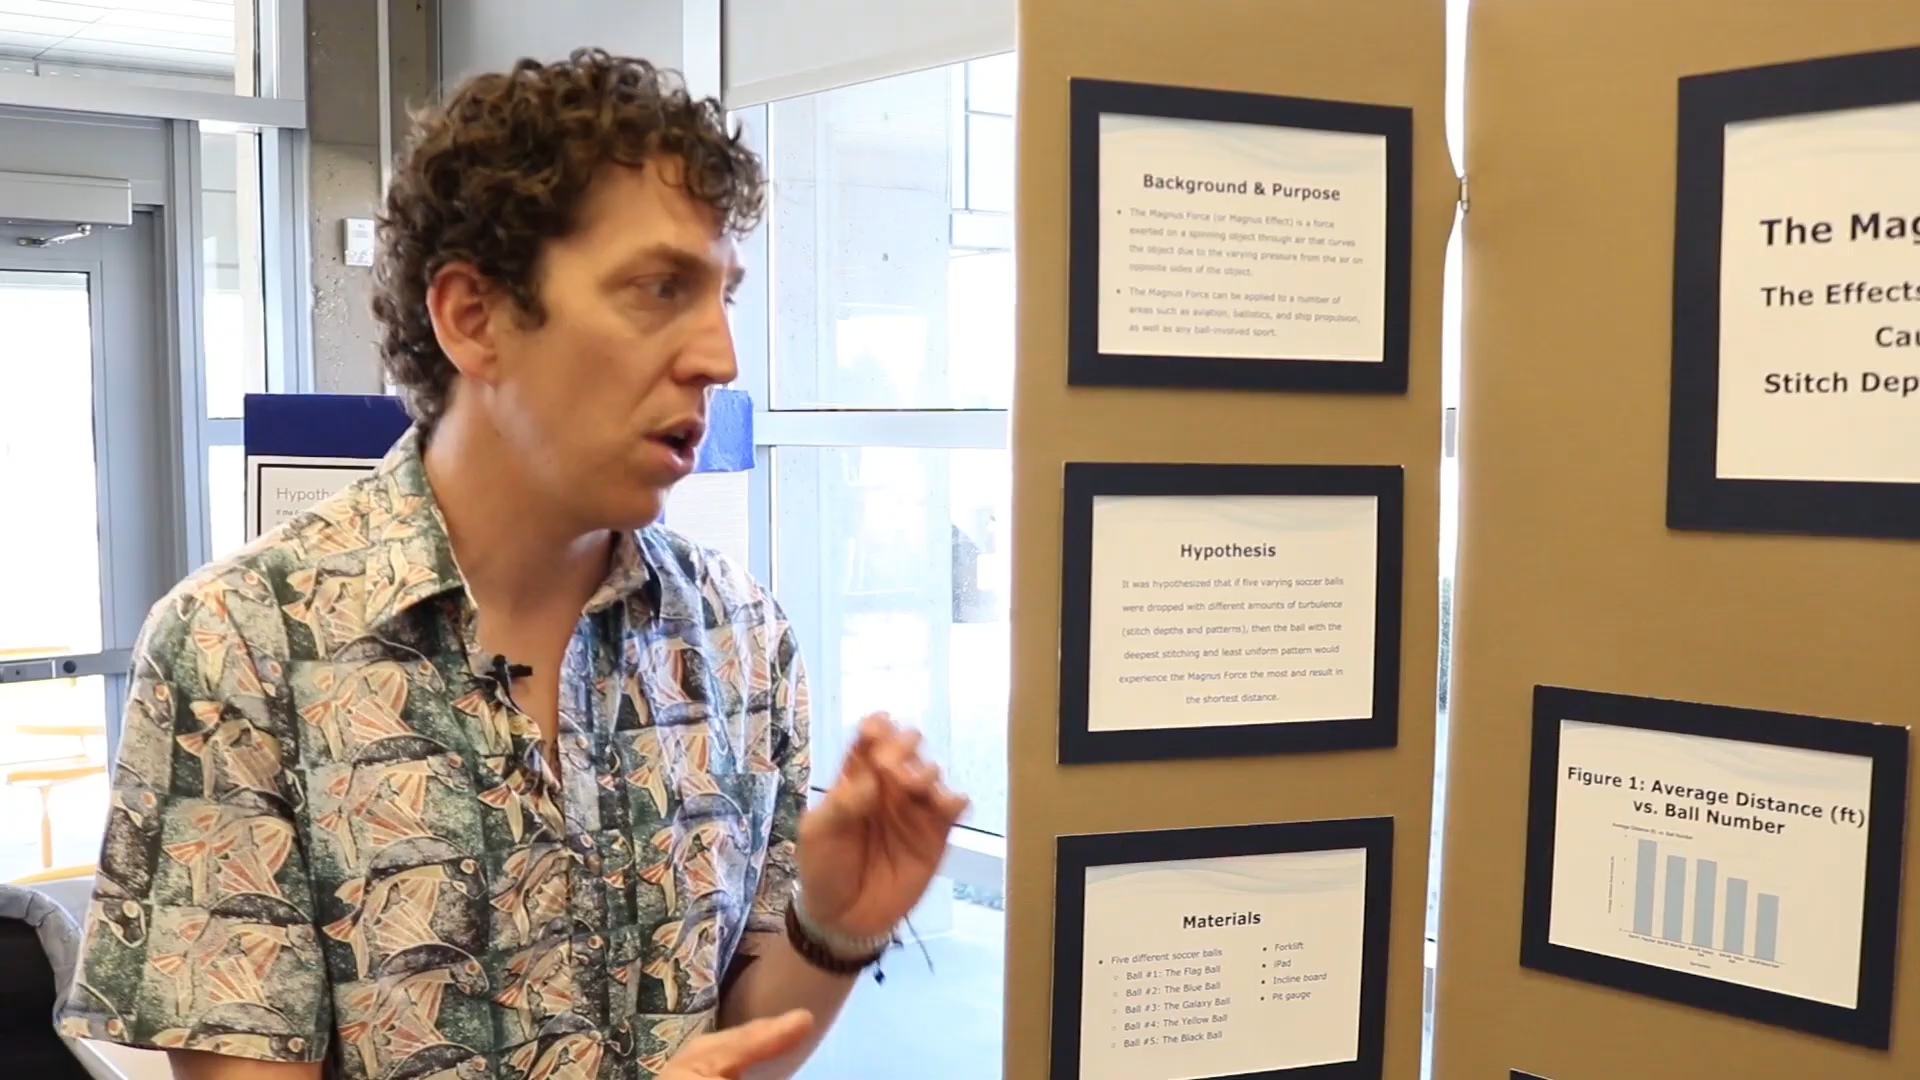 Hypoth
Background & Purpose
• The Magnus Force (or Magnus Effect) is a force
exerted on a spinning object through air that curves
the object due to the varying pressure from the air on
opposite sides of the object.
• The Magnus Force can be applied to a number of
areas such as aviation, ballistics, and ship propulsion,
as well as any ball-involved sport.
Hypothesis
It was hypothesized that if five varying soccer balls
were dropped with different amounts of turbulence
(stitch depths and patterns), then the ball with the
deepest stitching and least uniform pattern would
experience the Magnus Force the most and result in
the shortest distance.
Materials
• Five different soccer balls
○ Ball #1: The Flag Ball
○ Ball #2: The Blue Ball
○ Ball #3: The Galaxy Ball
○ Ball #4: The Yellow Ball
○ Ball #5: The Black Ball
• Forklift
• iPad
• Incline board
• Pit gauge
The Mag
The Effects
Cau
Stitch Dep
Figure 1: Average Distance (ft)
vs. Ball Number
Average Distance (ft) vs. Ball Number